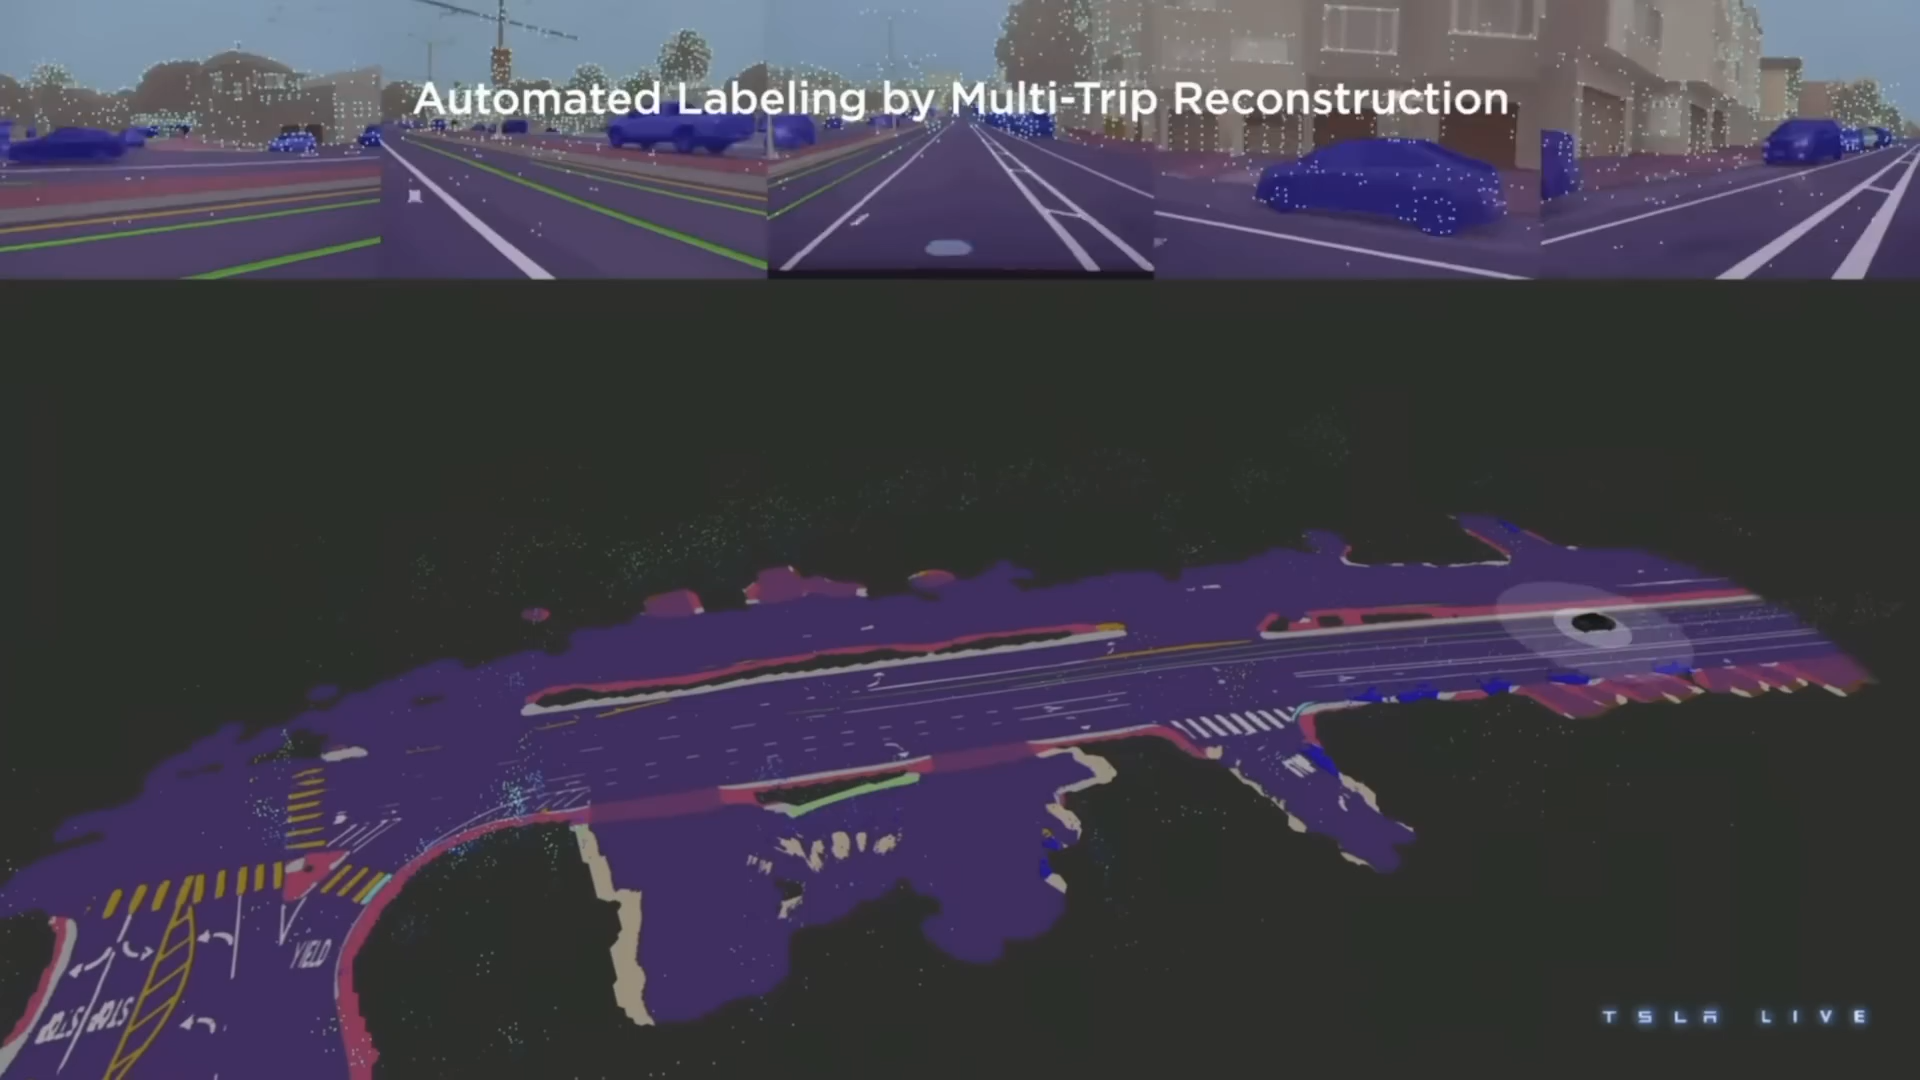 Automated Labeling by Multi-Trip Reconstruction
YIELD
TSLA LIVE